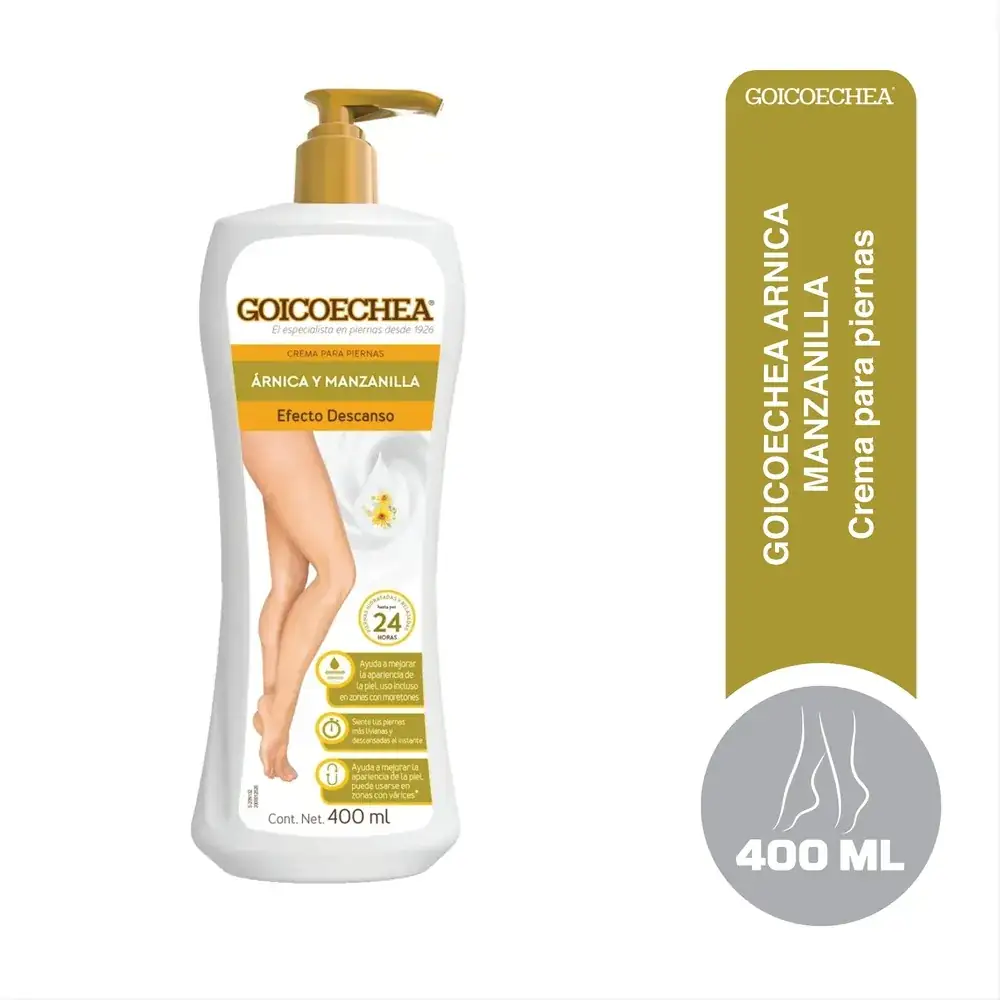 GOICOECHEA®
El especialista en piernas desde 1926
CREMA PARA PIERNAS
ÁRNICA Y MANZANILLA
Efecto Descanso
hasta por
24
HORAS
Ayuda a mejorar
la apariencia de
la piel, uso incluso
en zonas con moretones
Siente tus piernas
más livianas y
descansadas al instante
Ayuda a mejorar la
apariencia de la piel,
puede usarse en
zonas con várices*
Cont. Net. 400 ml
GOICOECHEA®
GOICOECHEA ARNICA
MANZANILLA
Crema para piernas
400 ML